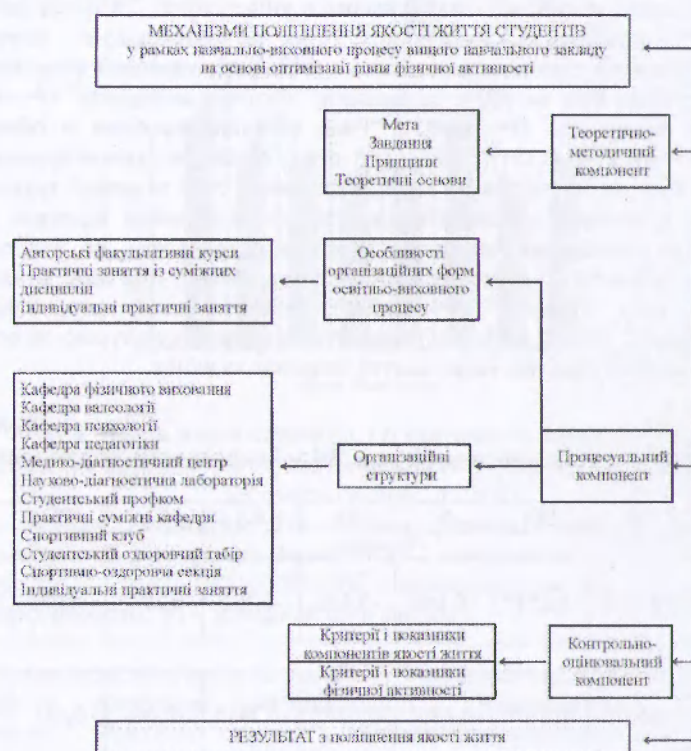 МЕХАНІЗМИ ПОЛІПШЕННЯ ЯКОСТІ ЖИТТЯ СТУДЕНТІВ
у рамках навчально-виховного процесу вищого навчального закладу
на основі оптимізації рівня фізичної активності
Мета
Завдання
Принципи
Теоретичні основи
Теоретично-
методичний
компонент
Авторські факультативні курси
Практичні заняття із суміжних
дисциплін
Індивідуальні практичні заняття
Особливості
організаційних форм
освітньо-виховного
процесу
Кафедра фізичного виховання
Кафедра валеології
Кафедра психології
Кафедра педагогіки
Медико-діагностичний центр
Науково-діагностична лабораторія
Студентський профком
Практичні суміжні кафедри
Спортивний клуб
Студентський оздоровчий табір
Спортивно-оздоровча секція
Індивідуальні практичні заняття
Організаційні
структури
Процесуальний
компонент
Критерії і показники
компонентів якості життя
Критерії і показники
фізичної активності
Контрольно-
оцінювальний
компонент
РЕЗУЛЬТАТ з поліпшення якості життя